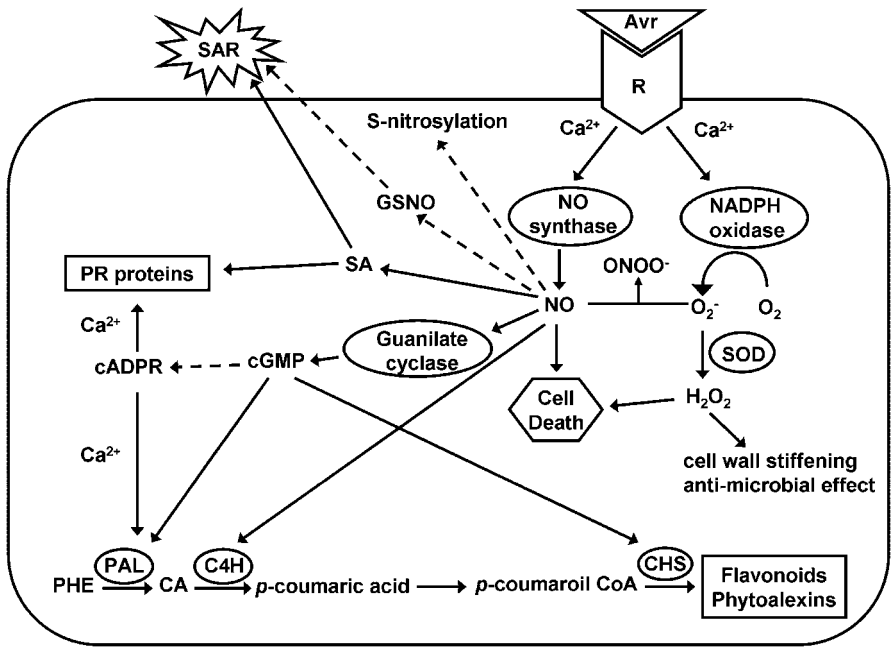 Avr
SAR
R
S-nitrosylation
Ca²⁺
Ca²⁺
GSNO
NO
synthase
NADPH
oxidase
PR proteins
SA
ONOO⁻
NO
O₂⁻
O₂
Ca²⁺
Guanilate
cyclase
SOD
cADPR
cGMP
Cell
Death
H₂O₂
Ca²⁺
cell wall stiffening
anti-microbial effect
PAL
C4H
CHS
PHE
CA
p-coumaric acid
p-coumaroil CoA
Flavonoids
Phytoalexins